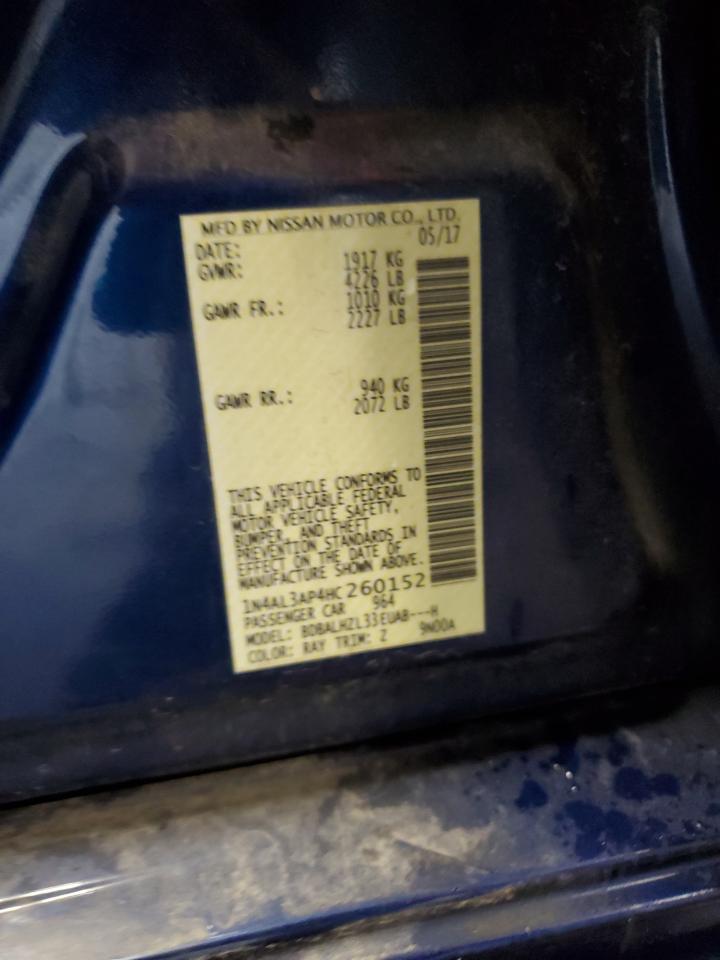 MFD BY NISSAN MOTOR CO., LTD.
DATE: 05/17
GVWR: 1917 KG
4226 LB
GAWR FR.: 1010 KG
2227 LB
GAWR RR.: 940 KG
2072 LB
THIS VEHICLE CONFORMS TO
ALL APPLICABLE FEDERAL
MOTOR VEHICLE SAFETY,
BUMPER, AND THEFT
PREVENTION STANDARDS IN
EFFECT ON THE DATE OF
MANUFACTURE SHOWN ABOVE.
1N4AL3AP4HC260152
PASSENGER CAR 964
MODEL: BDBALHZL33EUAB---H
COLOR: RAY TRIM: Z 9N00A